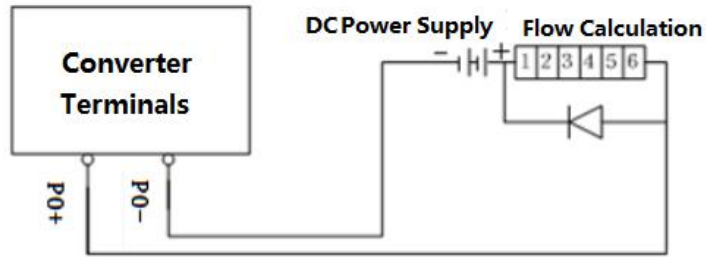 DC Power Supply
Flow Calculation
Converter
Terminals
- +
1 2 3 4 5 6
P0+
P0-